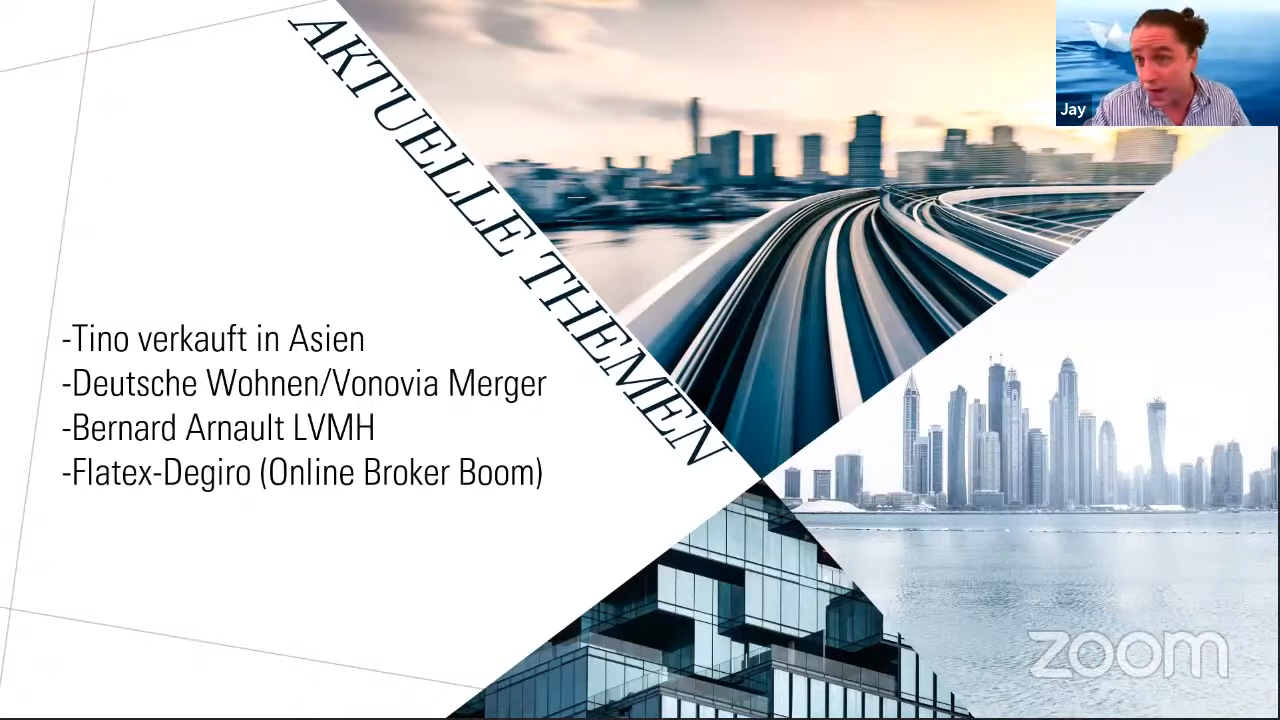 AKTUELLE THEMEN
Jay
-Tino verkauft in Asien
-Deutsche Wohnen/Vonovia Merger
-Bernard Arnault LVMH
-Flatex-Degiro (Online Broker Boom)
zoom